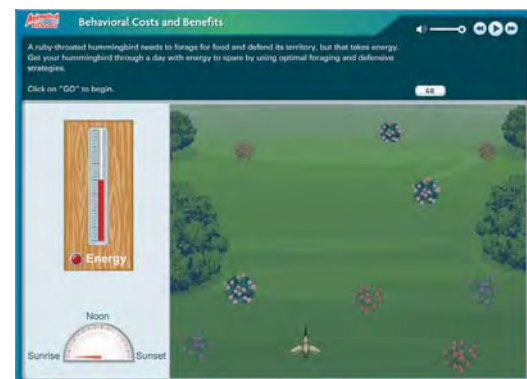 Animated
BIOLOGY
Behavioral Costs and Benefits
A ruby-throated hummingbird needs to forage for food and defend its territory, but that takes energy.
Get your hummingbird through a day with energy to spare by using optimal foraging and defensive
strategies.
Click on "GO" to begin.
GO
Energy
Noon
Sunrise
Sunset